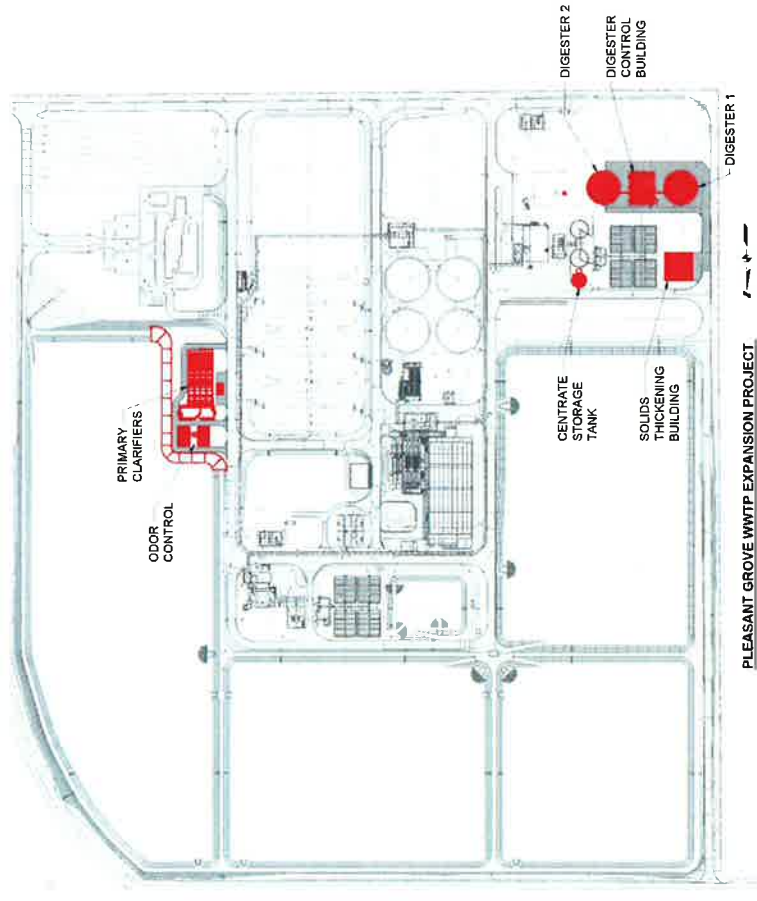 DIGESTER 2
DIGESTER
CONTROL
BUILDING
DIGESTER 1
PRIMARY
CLARIFIERS
ODOR
CONTROL
CENTRATE
STORAGE
TANK
SOLIDS
THICKENING
BUILDING
PLEASANT GROVE WWTP EXPANSION PROJECT